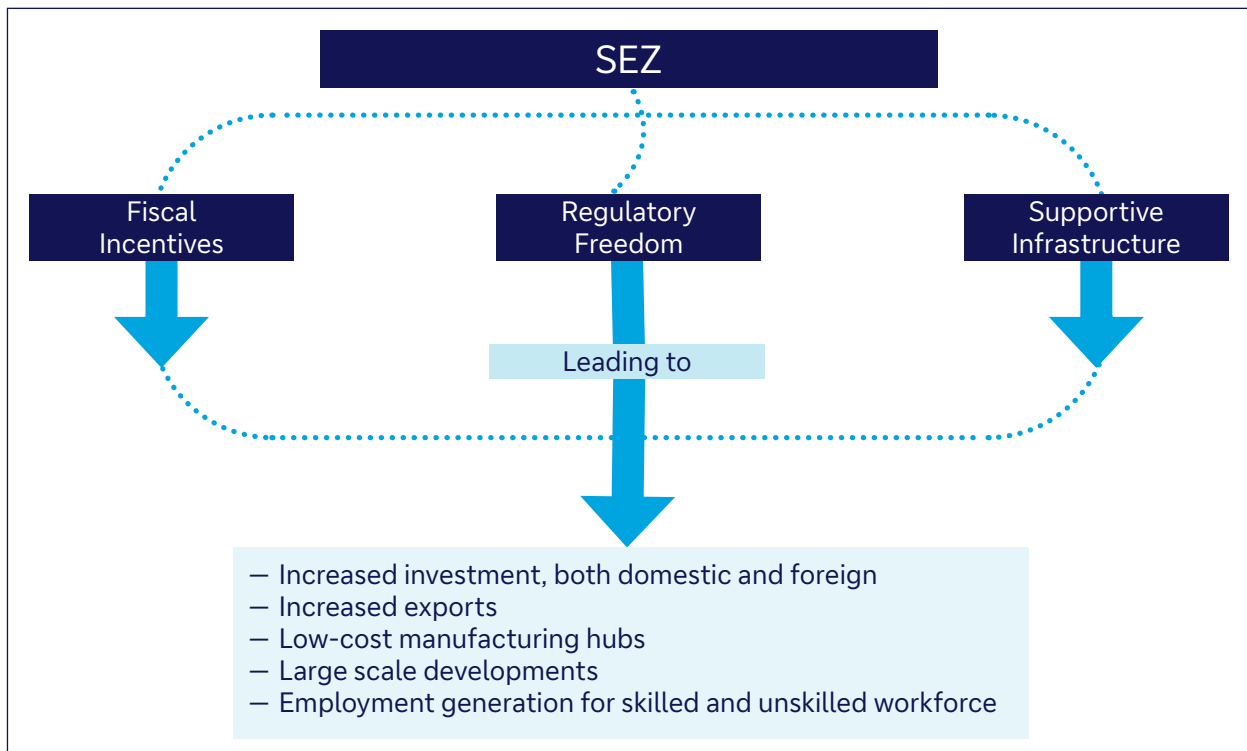 SEZ
Fiscal
Incentives
Regulatory
Freedom
Supportive
Infrastructure
Leading to
— Increased investment, both domestic and foreign
— Increased exports
— Low-cost manufacturing hubs
— Large scale developments
— Employment generation for skilled and unskilled workforce